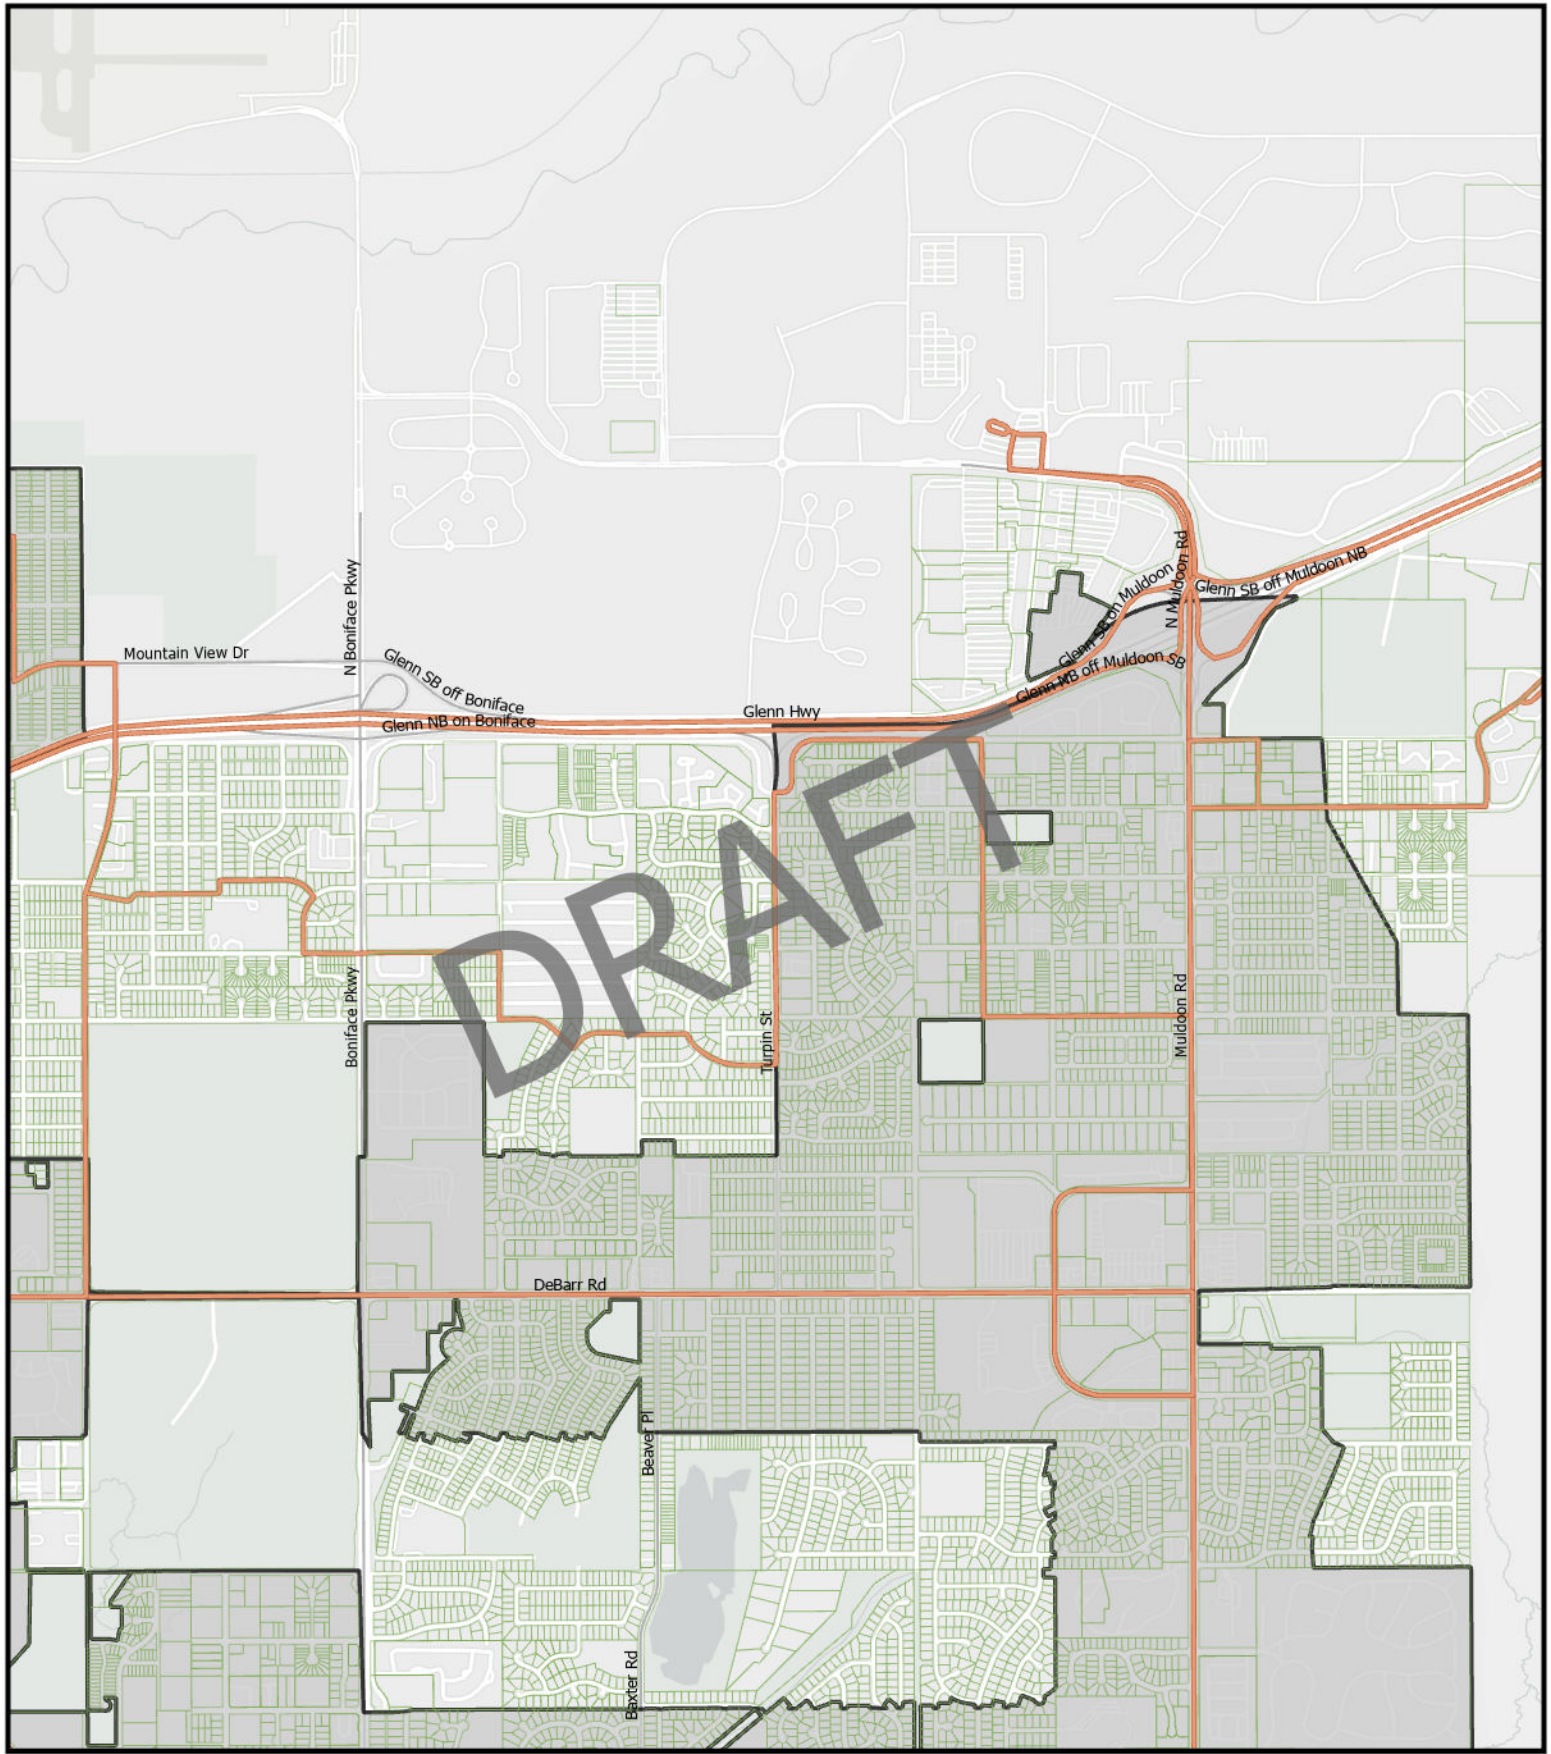 N Muldoon Rd
Glenn SB off Muldoon NB
Glenn SB on Muldoon
N Boniface Pkwy
Mountain View Dr
Glenn SB off Boniface
Glenn NB off Muldoon SB
Glenn Hwy
Glenn NB on Boniface
DRAFT
Boniface Pkwy
Turpin St
Muldoon Rd
DeBarr Rd
Beaver Pl
Baxter Rd